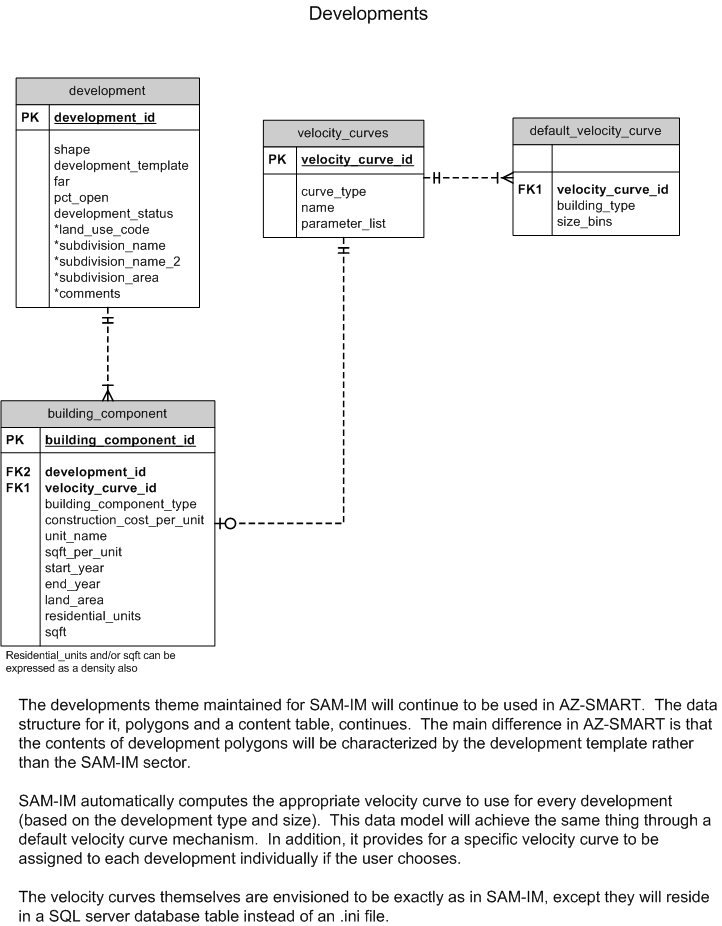 Developments
development
PK development_id
shape
development_template
far
pct_open
development_status
*land_use_code
*subdivision_name
*subdivision_name_2
*subdivision_area
*comments
velocity_curves
PK velocity_curve_id
curve_type
name
parameter_list
default_velocity_curve
FK1 velocity_curve_id
building_type
size_bins
building_component
PK building_component_id
FK2 development_id
FK1 velocity_curve_id
building_component_type
construction_cost_per_unit
unit_name
sqft_per_unit
start_year
end_year
land_area
residential_units
sqft
Residential_units and/or sqft can be
expressed as a density also
The developments theme maintained for SAM-IM will continue to be used in AZ-SMART. The data
structure for it, polygons and a content table, continues. The main difference in AZ-SMART is that
the contents of development polygons will be characterized by the development template rather
than the SAM-IM sector.
SAM-IM automatically computes the appropriate velocity curve to use for every development
(based on the development type and size). This data model will achieve the same thing through a
default velocity curve mechanism. In addition, it provides for a specific velocity curve to be
assigned to each development individually if the user chooses.
The velocity curves themselves are envisioned to be exactly as in SAM-IM, except they will reside
in a SQL server database table instead of an .ini file.